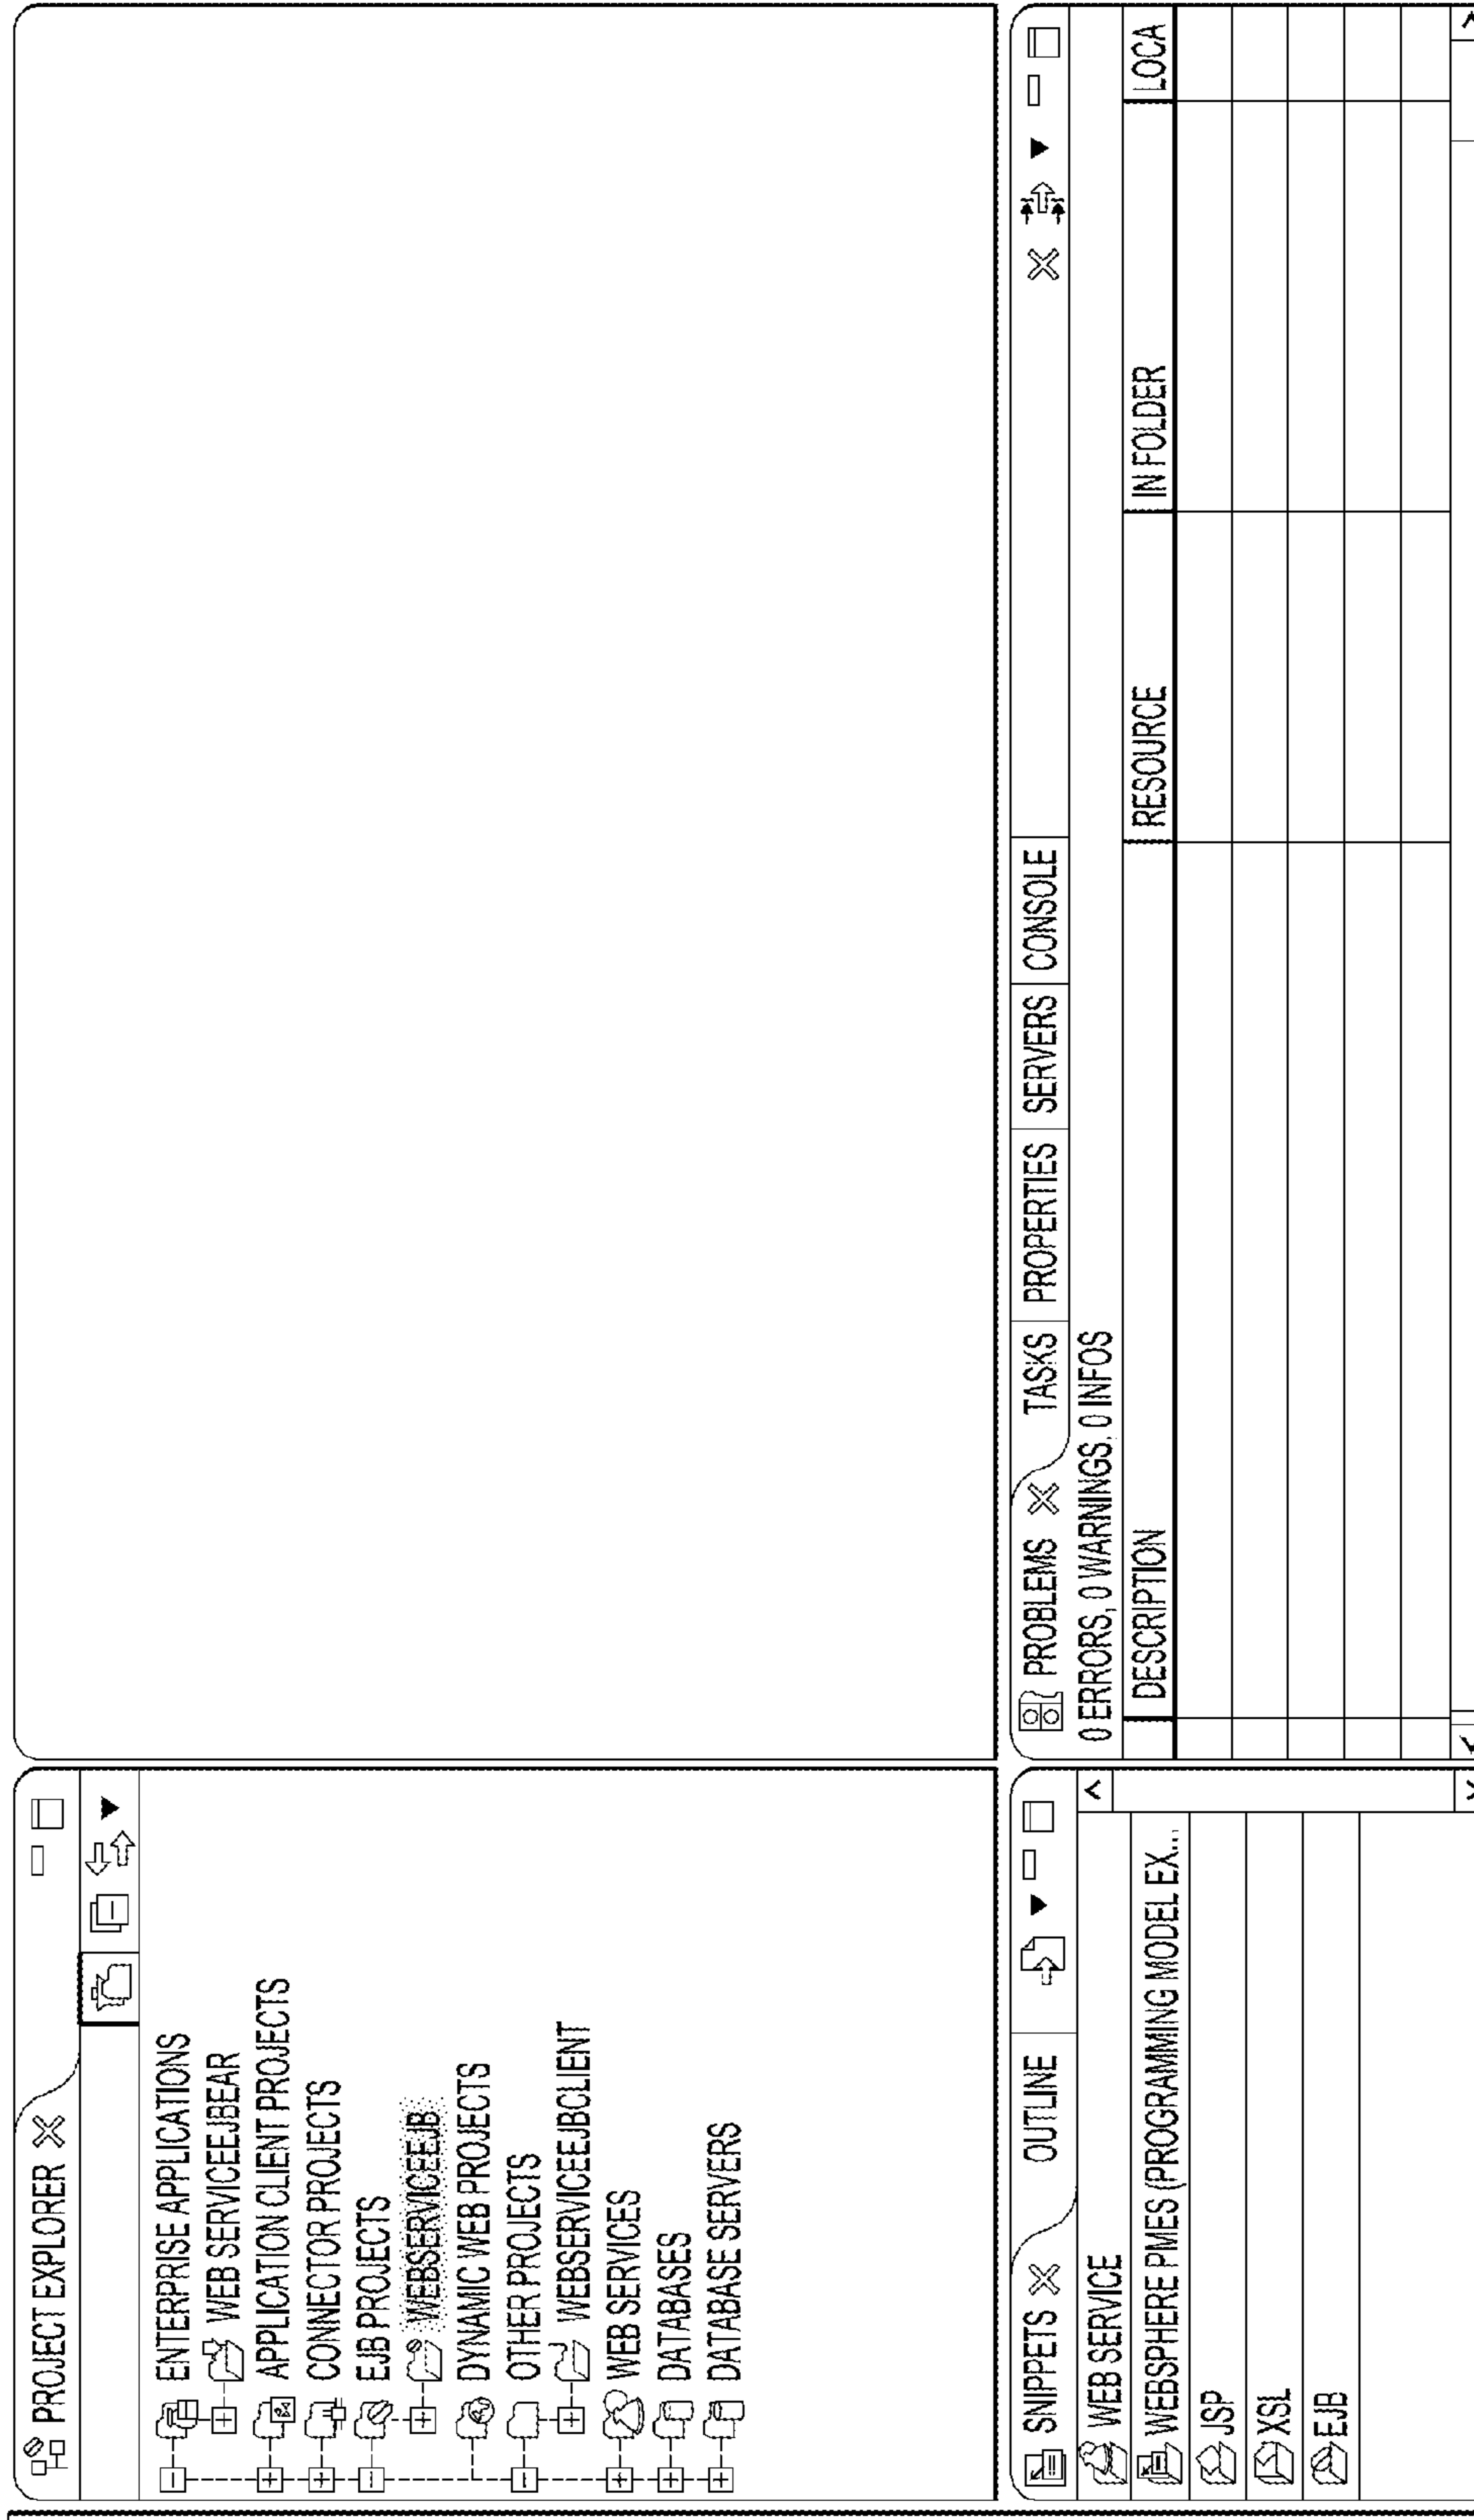 PROJECT EXPLORER
ENTERPRISE APPLICATIONS
WEB SERVICEEJBEAR
APPLICATION CLIENT PROJECTS
CONNECTOR PROJECTS
EJB PROJECTS
WEBSERVICEEJB
DYNAMIC WEB PROJECTS
OTHER PROJECTS
WEBSERVICEEJBCLIENT
WEB SERVICES
DATABASES
DATABASE SERVERS
SNIPPETS OUTLINE
WEB SERVICE
WEBSPHERE PMES (PROGRAMMING MODEL EX...
JSP
XSL
EJB
PROBLEMS TASKS PROPERTIES SERVERS CONSOLE
0 ERRORS, 0 WARNINGS, 0 INFOS
DESCRIPTION RESOURCE IN FOLDER LOCA